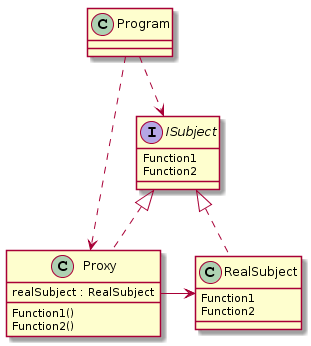 C Program
I ISubject
Function1
Function2
C Proxy
realSubject : RealSubject
Function1()
Function2()
C RealSubject
Function1
Function2